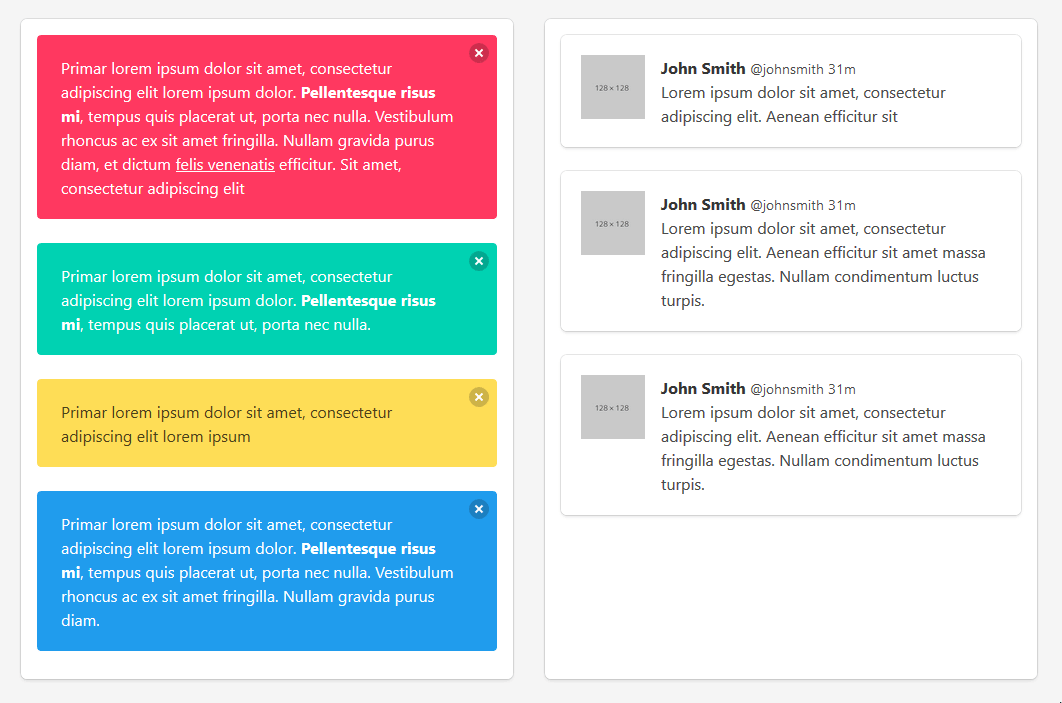 Primar lorem ipsum dolor sit amet, consectetur
adipiscing elit lorem ipsum dolor. Pellentesque risus
mi, tempus quis placerat ut, porta nec nulla. Vestibulum
rhoncus ac ex sit amet fringilla. Nullam gravida purus
diam, et dictum felis venenatis efficitur. Sit amet,
consectetur adipiscing elit
Primar lorem ipsum dolor sit amet, consectetur
adipiscing elit lorem ipsum dolor. Pellentesque risus
mi, tempus quis placerat ut, porta nec nulla.
Primar lorem ipsum dolor sit amet, consectetur
adipiscing elit lorem ipsum
Primar lorem ipsum dolor sit amet, consectetur
adipiscing elit lorem ipsum dolor. Pellentesque risus
mi, tempus quis placerat ut, porta nec nulla. Vestibulum
rhoncus ac ex sit amet fringilla. Nullam gravida purus
diam.
128 × 128
John Smith @johnsmith 31m
Lorem ipsum dolor sit amet, consectetur
adipiscing elit. Aenean efficitur sit
128 × 128
John Smith @johnsmith 31m
Lorem ipsum dolor sit amet, consectetur
adipiscing elit. Aenean efficitur sit amet massa
fringilla egestas. Nullam condimentum luctus
turpis.
128 × 128
John Smith @johnsmith 31m
Lorem ipsum dolor sit amet, consectetur
adipiscing elit. Aenean efficitur sit amet massa
fringilla egestas. Nullam condimentum luctus
turpis.